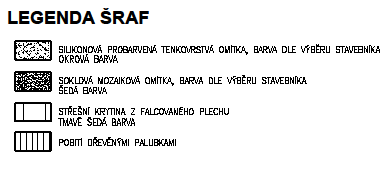 LEGENDA ŠRAF
SILIKONOVÁ PROBARVENÁ TENKOVRSTVÁ OMÍTKA, BARVA DLE VÝBĚRU STAVEBNÍKA
OKROVÁ BARVA
SOKLOVÁ MOZAIKOVÁ OMÍTKA, BARVA DLE VÝBĚRU STAVEBNÍKA
ŠEDÁ BARVA
STŘEŠNÍ KRYTINA Z FALCOVANÉHO PLECHU
TMAVĚ ŠEDÁ BARVA
POBITÍ DŘEVĚNÝMI PALUBKAMI